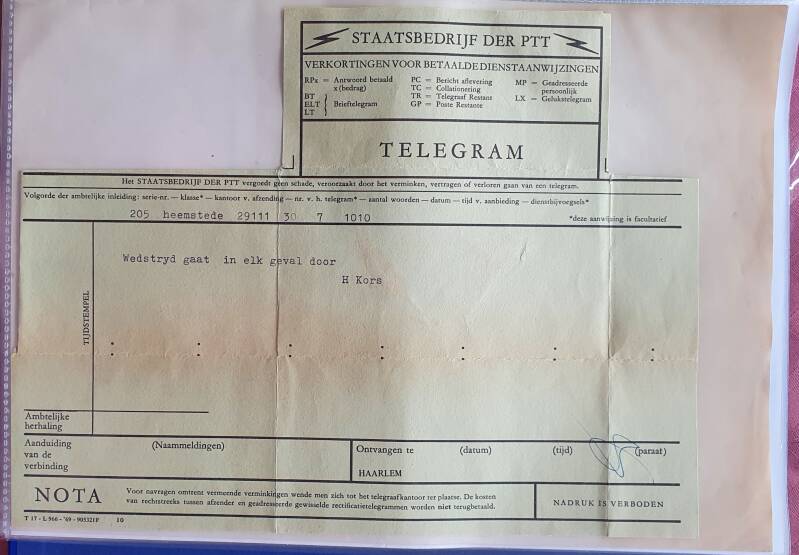 STAATSBEDRIJF DER PTT
VERKORTINGEN VOOR BETAALDE DIENSTAANWIJZINGEN
RPx = Antwoord betaald x (bedrag)
BT
ELT } Brieftelegram
LT
PC = Bericht aflevering
TC = Collationering
TR = Telegraaf Restant
GP = Poste Restante
MP = Geadresseerde persoonlijk
LX = Gelukstelegram
TELEGRAM
Het STAATSBEDRIJF DER PTT vergoedt geen schade, veroorzaakt door het verminken, vertragen of verloren gaan van een telegram.
Volgorde der ambtelijke inleiding: serie-nr. — klasse* — kantoor v. afzending — nr. v. h. telegram* — aantal woorden — datum — tijd v. aanbieding — dienstbijvoegsels*
205 heemstede 29111 30 7 1010
*deze aanwijzing is facultatief
Wedstryd gaat in elk geval door
H Kors
TIJDSTEMPEL
Ambtelijke
herhaling
Aanduiding
van de
verbinding
(Naammeldingen)
Ontvangen te (datum) (tijd) (paraat)
HAARLEM
NOTA
Voor navragen omtrent vermeende verminkingen wende men zich tot het telegraafkantoor ter plaatse. De kosten
van rechtstreeks tussen afzender en geadresseerde gewisselde rectificatietelegrammen worden niet terugbetaald.
NADRUK IS VERBODEN
T 17 - L 966 - '69 - 905321F 10